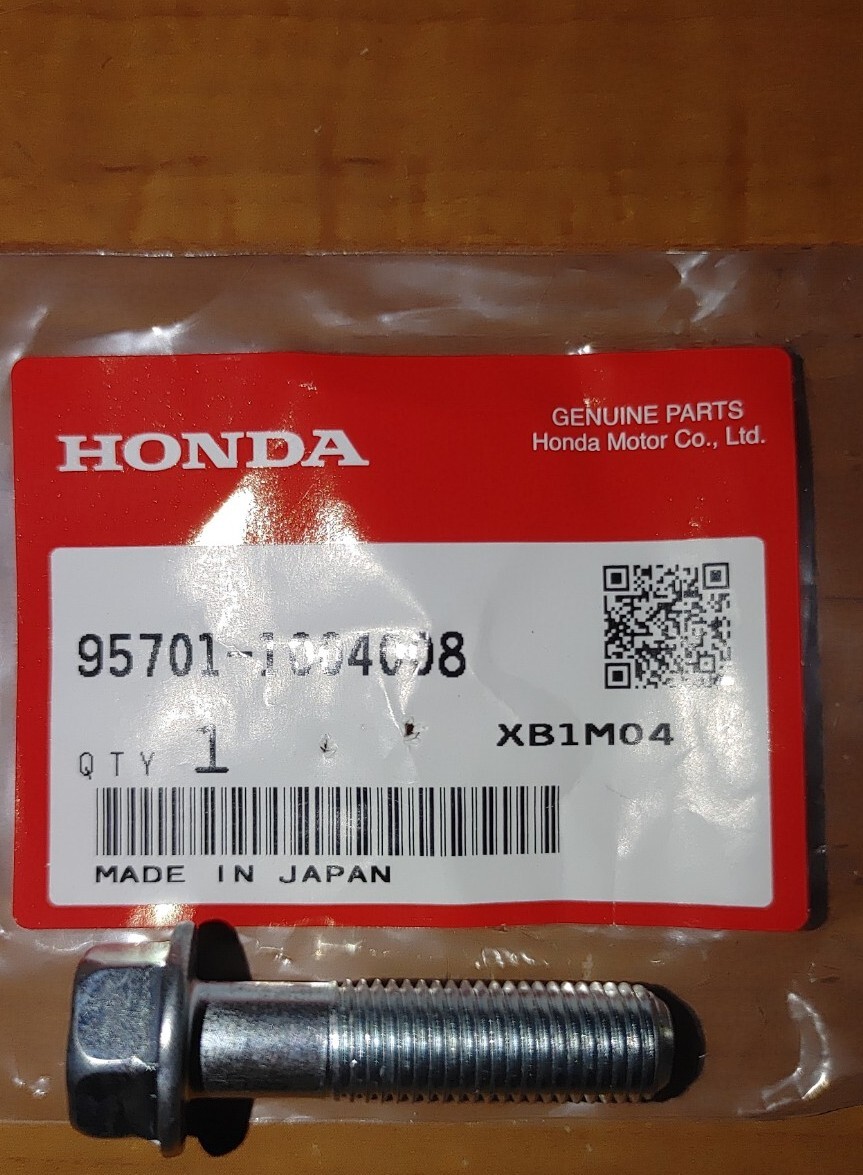 HONDA
GENUINE PARTS
Honda Motor Co., Ltd.
95701-1004008
XB1M04
QTY 1
MADE IN JAPAN